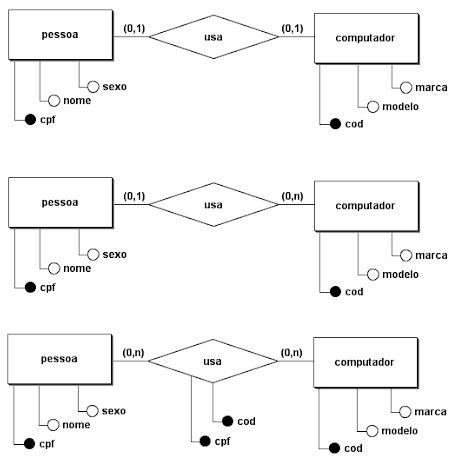 pessoa (0,1) usa (0,1) computador
sexo marca
nome modelo
cpf cod
pessoa (0,1) usa (0,n) computador
sexo marca
nome modelo
cpf cod
pessoa (0,n) usa (0,n) computador
sexo marca
nome cod modelo
cpf cpf cod